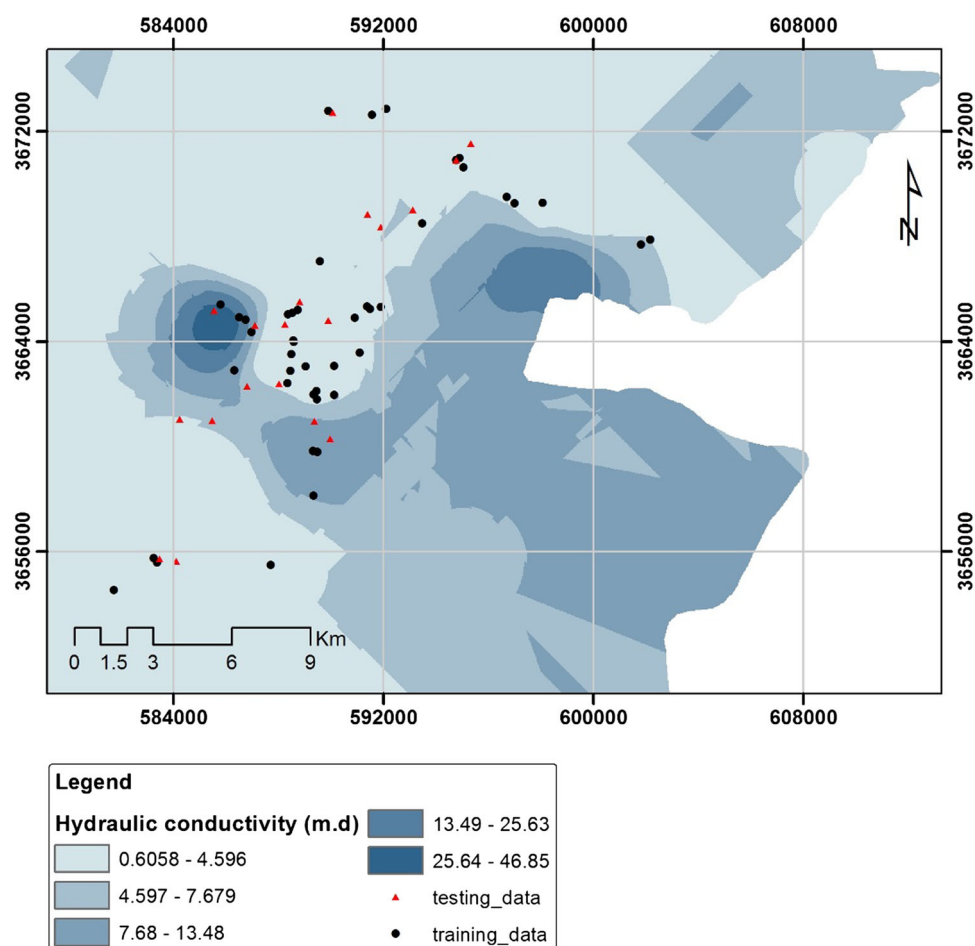 584000 592000 600000 608000
3672000 3672000
N
3664000 3664000
3656000 3656000
Km
0 1.5 3 6 9
584000 592000 600000 608000
Legend
Hydraulic conductivity (m.d)
0.6058 - 4.596
4.597 - 7.679
7.68 - 13.48
13.49 - 25.63
25.64 - 46.85
testing_data
training_data